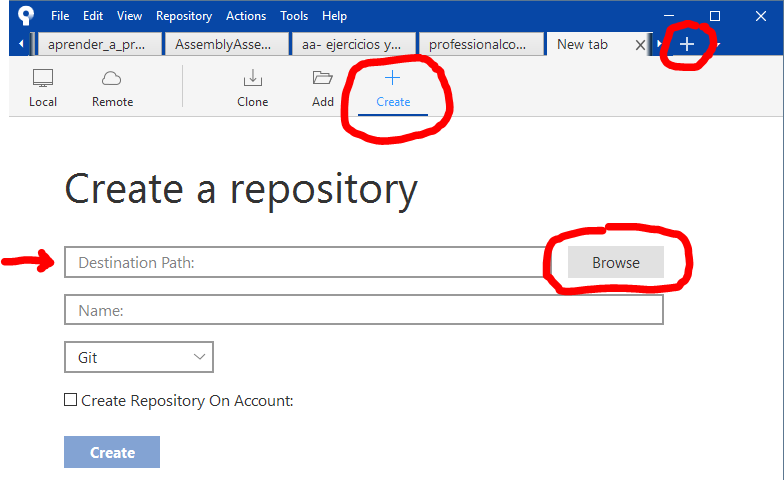 File Edit View Repository Actions Tools Help
aprender_a_pr... AssemblyAsse... aa- ejercicios y... professionalco... New tab
Local Remote Clone Add Create
Create a repository
Destination Path: Browse
Name:
Git
Create Repository On Account:
Create